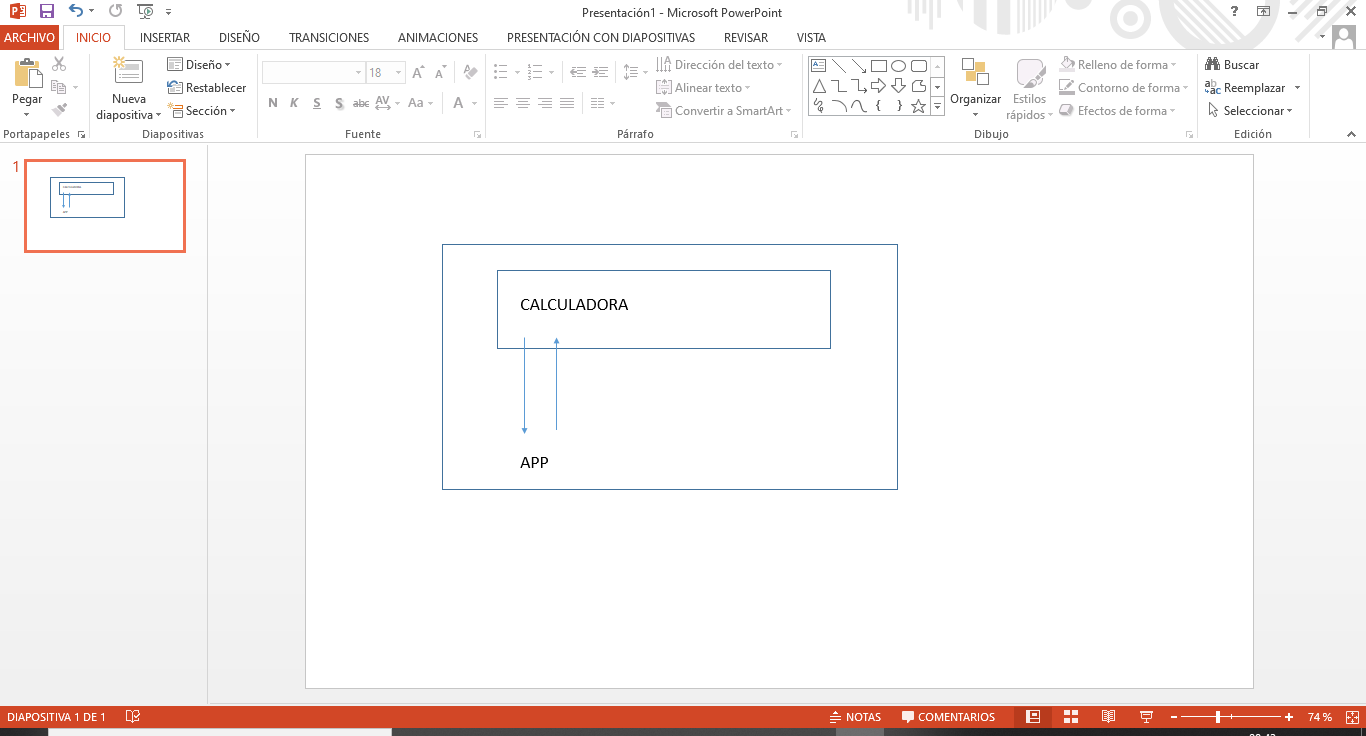 Presentación1 - Microsoft PowerPoint
ARCHIVO INICIO INSERTAR DISEÑO TRANSICIONES ANIMACIONES PRESENTACIÓN CON DIAPOSITIVAS REVISAR VISTA
Pegar
Portapapeles
Nueva diapositiva
Diseño
Restablecer
Sección
Diapositivas
18
N K S S abc AV Aa A
Fuente
Dirección del texto
Alinear texto
Convertir a SmartArt
Párrafo
Organizar
Estilos rápidos
Relleno de forma
Contorno de forma
Efectos de forma
Dibujo
Buscar
Reemplazar
Seleccionar
Edición
1
CALCULADORA
APP
DIAPOSITIVA 1 DE 1
NOTAS
COMENTARIOS
74 %